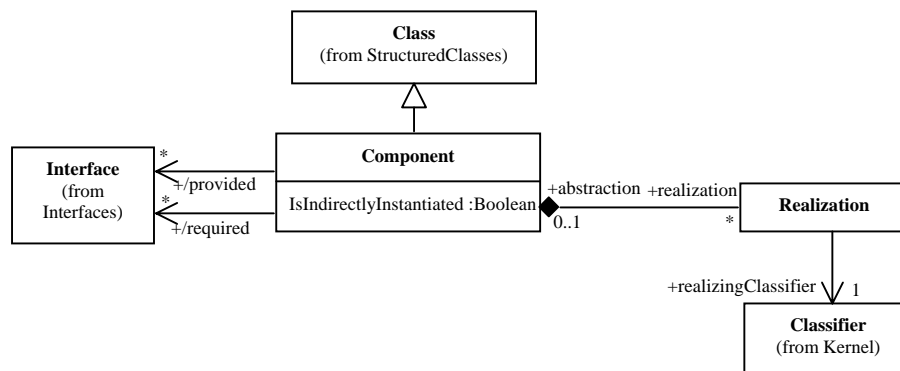 Class
(from StructuredClasses)
*
Interface
(from
Interfaces)
+/provided
*
+/required
Component
IsIndirectlyInstantiated :Boolean
+abstraction
+realization
0..1
*
Realization
+realizingClassifier
1
Classifier
(from Kernel)